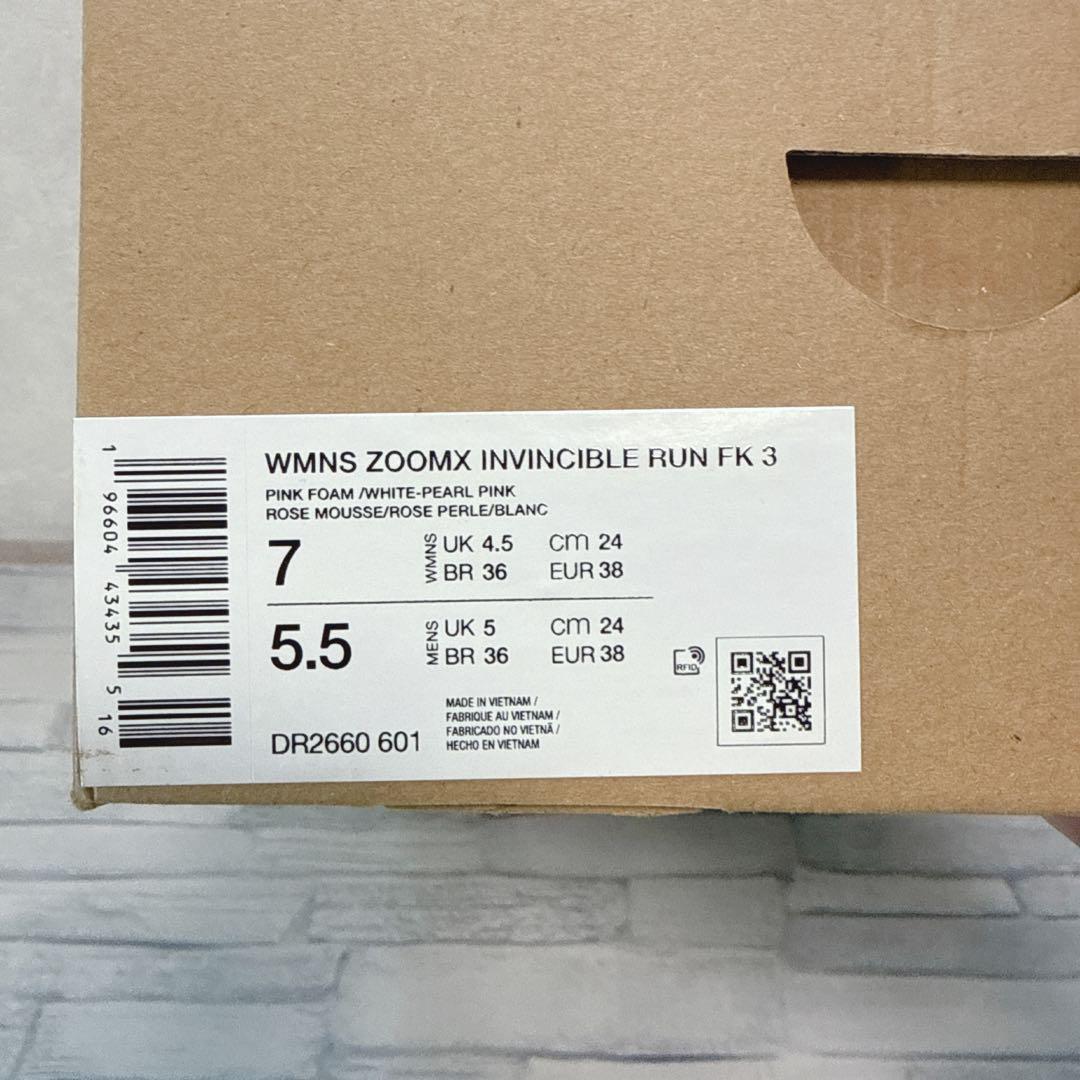 WMNS ZOOMX INVINCIBLE RUN FK 3
PINK FOAM /WHITE-PEARL PINK
ROSE MOUSSE/ROSE PERLE/BLANC
7 WMNS UK 4.5 cm 24
BR 36 EUR 38
5.5 MENS UK 5 cm 24
BR 36 EUR 38
RFID
MADE IN VIETNAM /
FABRIQUE AU VIETNAM /
FABRICADO NO VIETNÃ /
HECHO EN VIETNAM
DR2660 601
1 96604 43435 5 16